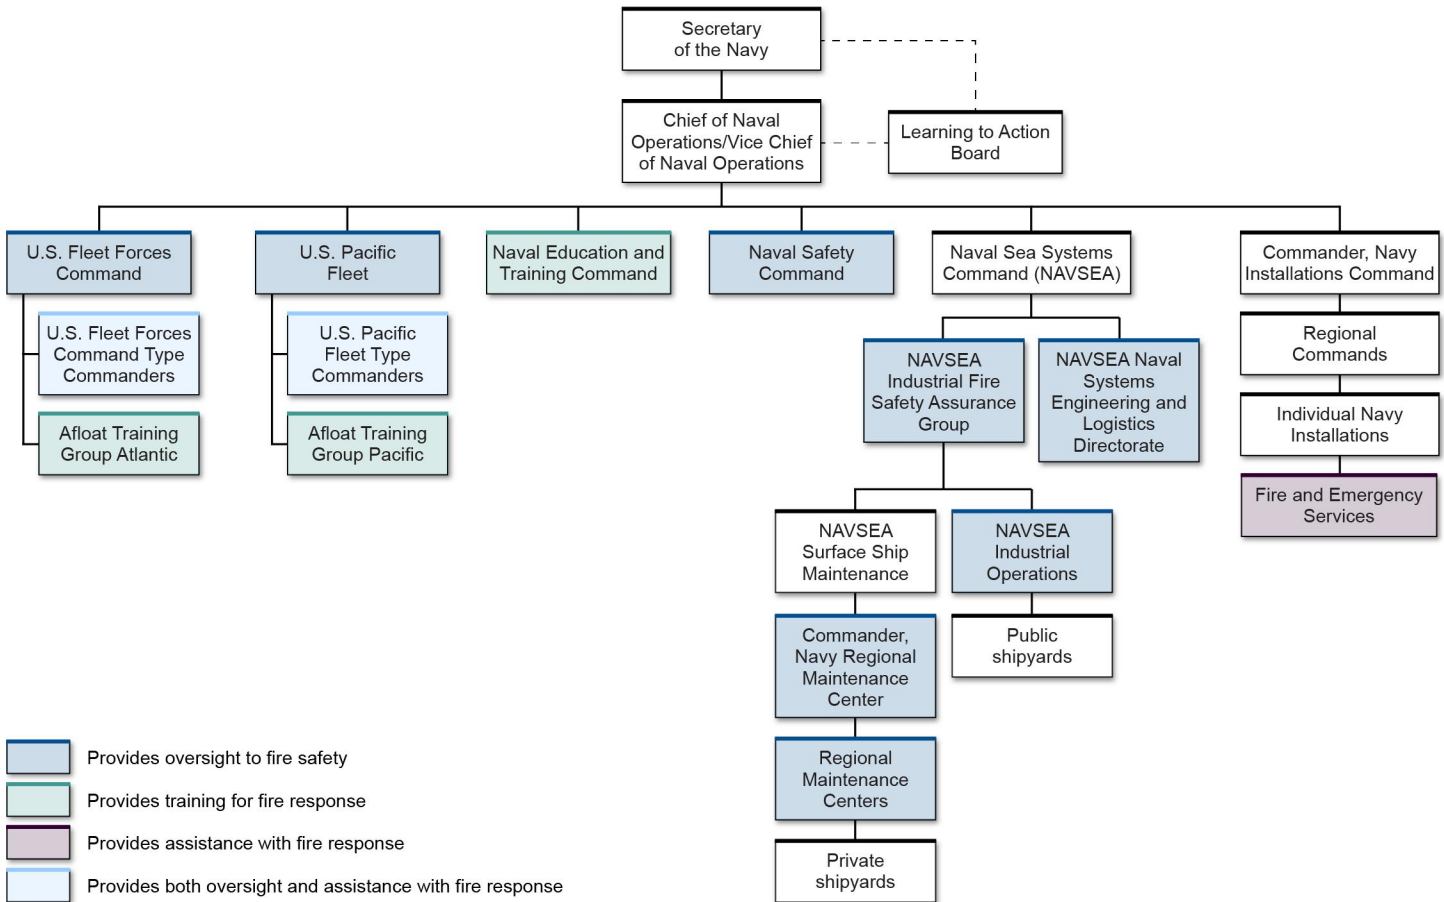 Secretary
of the Navy
Chief of Naval
Operations/Vice Chief
of Naval Operations
Learning to Action
Board
U.S. Fleet Forces
Command
U.S. Pacific
Fleet
Naval Education and
Training Command
Naval Safety
Command
Naval Sea Systems
Command (NAVSEA)
Commander, Navy
Installations Command
U.S. Fleet Forces
Command Type
Commanders
U.S. Pacific
Fleet Type
Commanders
NAVSEA
Industrial Fire
Safety Assurance
Group
NAVSEA Naval
Systems
Engineering and
Logistics
Directorate
Regional
Commands
Afloat Training
Group Atlantic
Afloat Training
Group Pacific
Individual Navy
Installations
Fire and Emergency
Services
NAVSEA
Surface Ship
Maintenance
NAVSEA
Industrial
Operations
Commander,
Navy Regional
Maintenance
Center
Public
shipyards
Regional
Maintenance
Centers
Private
shipyards
Provides oversight to fire safety
Provides training for fire response
Provides assistance with fire response
Provides both oversight and assistance with fire response